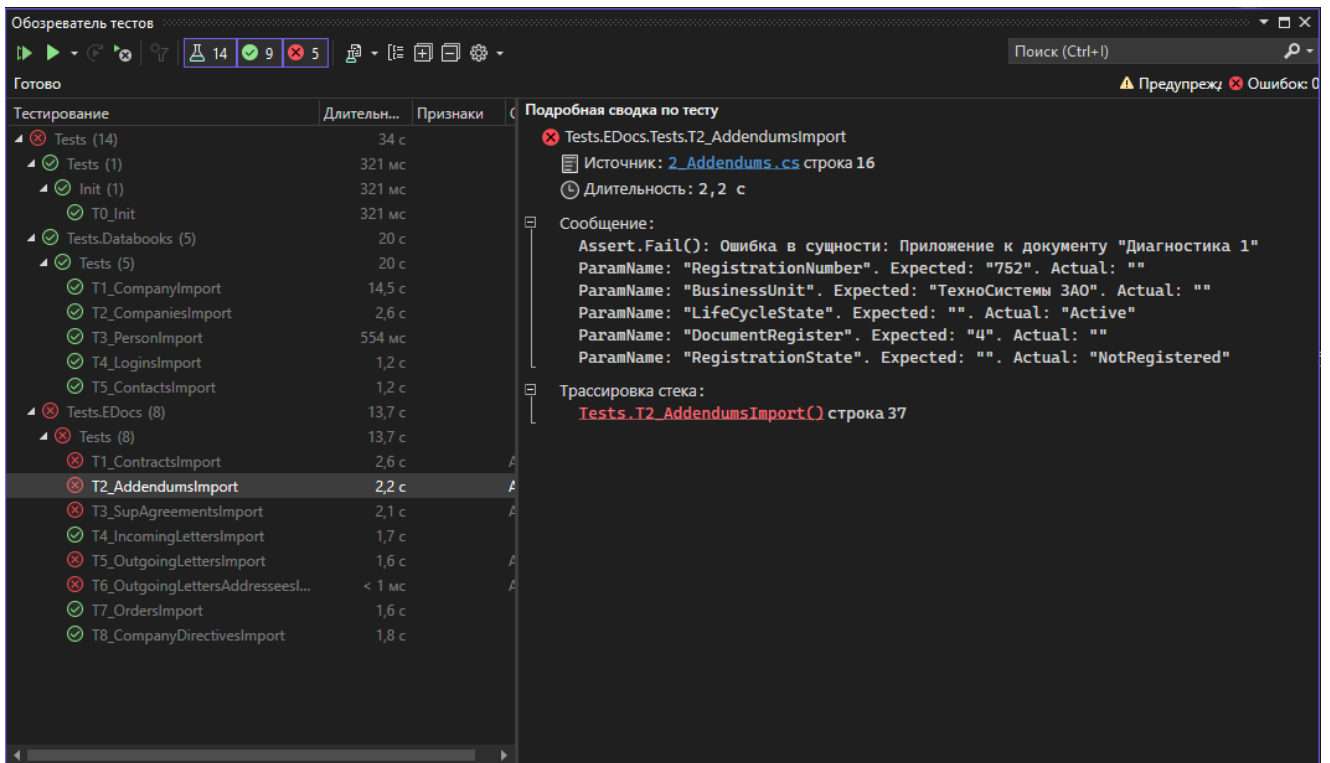 Обозреватель тестов
14 9 5
Поиск (Ctrl+I)
Готово
Предупреж Ошибок: 0
Тестирование Длительн... Признаки
Tests (14) 34 с
Tests (1) 321 мс
Init (1) 321 мс
T0_Init 321 мс
Tests.Databooks (5) 20 с
Tests (5) 20 с
T1_CompanyImport 14,5 с
T2_CompaniesImport 2,6 с
T3_PersonImport 554 мс
T4_LoginsImport 1,2 с
T5_ContactsImport 1,2 с
Tests.EDocs (8) 13,7 с
Tests (8) 13,7 с
T1_ContractsImport 2,6 с
T2_AddendumsImport 2,2 с
T3_SupAgreementsImport 2,1 с
T4_IncomingLettersImport 1,7 с
T5_OutgoingLettersImport 1,6 с
T6_OutgoingLettersAddresseesI... < 1 мс
T7_OrdersImport 1,6 с
T8_CompanyDirectivesImport 1,8 с
Подробная сводка по тесту
Tests.EDocs.Tests.T2_AddendumsImport
Источник: 2_Addendums.cs строка 16
Длительность: 2,2 с
Сообщение:
Assert.Fail(): Ошибка в сущности: Приложение к документу "Диагностика 1"
ParamName: "RegistrationNumber". Expected: "752". Actual: ""
ParamName: "BusinessUnit". Expected: "ТехноСистемы ЗАО". Actual: ""
ParamName: "LifeCycleState". Expected: "". Actual: "Active"
ParamName: "DocumentRegister". Expected: "4". Actual: ""
ParamName: "RegistrationState". Expected: "". Actual: "NotRegistered"
Трассировка стека:
Tests.T2_AddendumsImport() строка 37